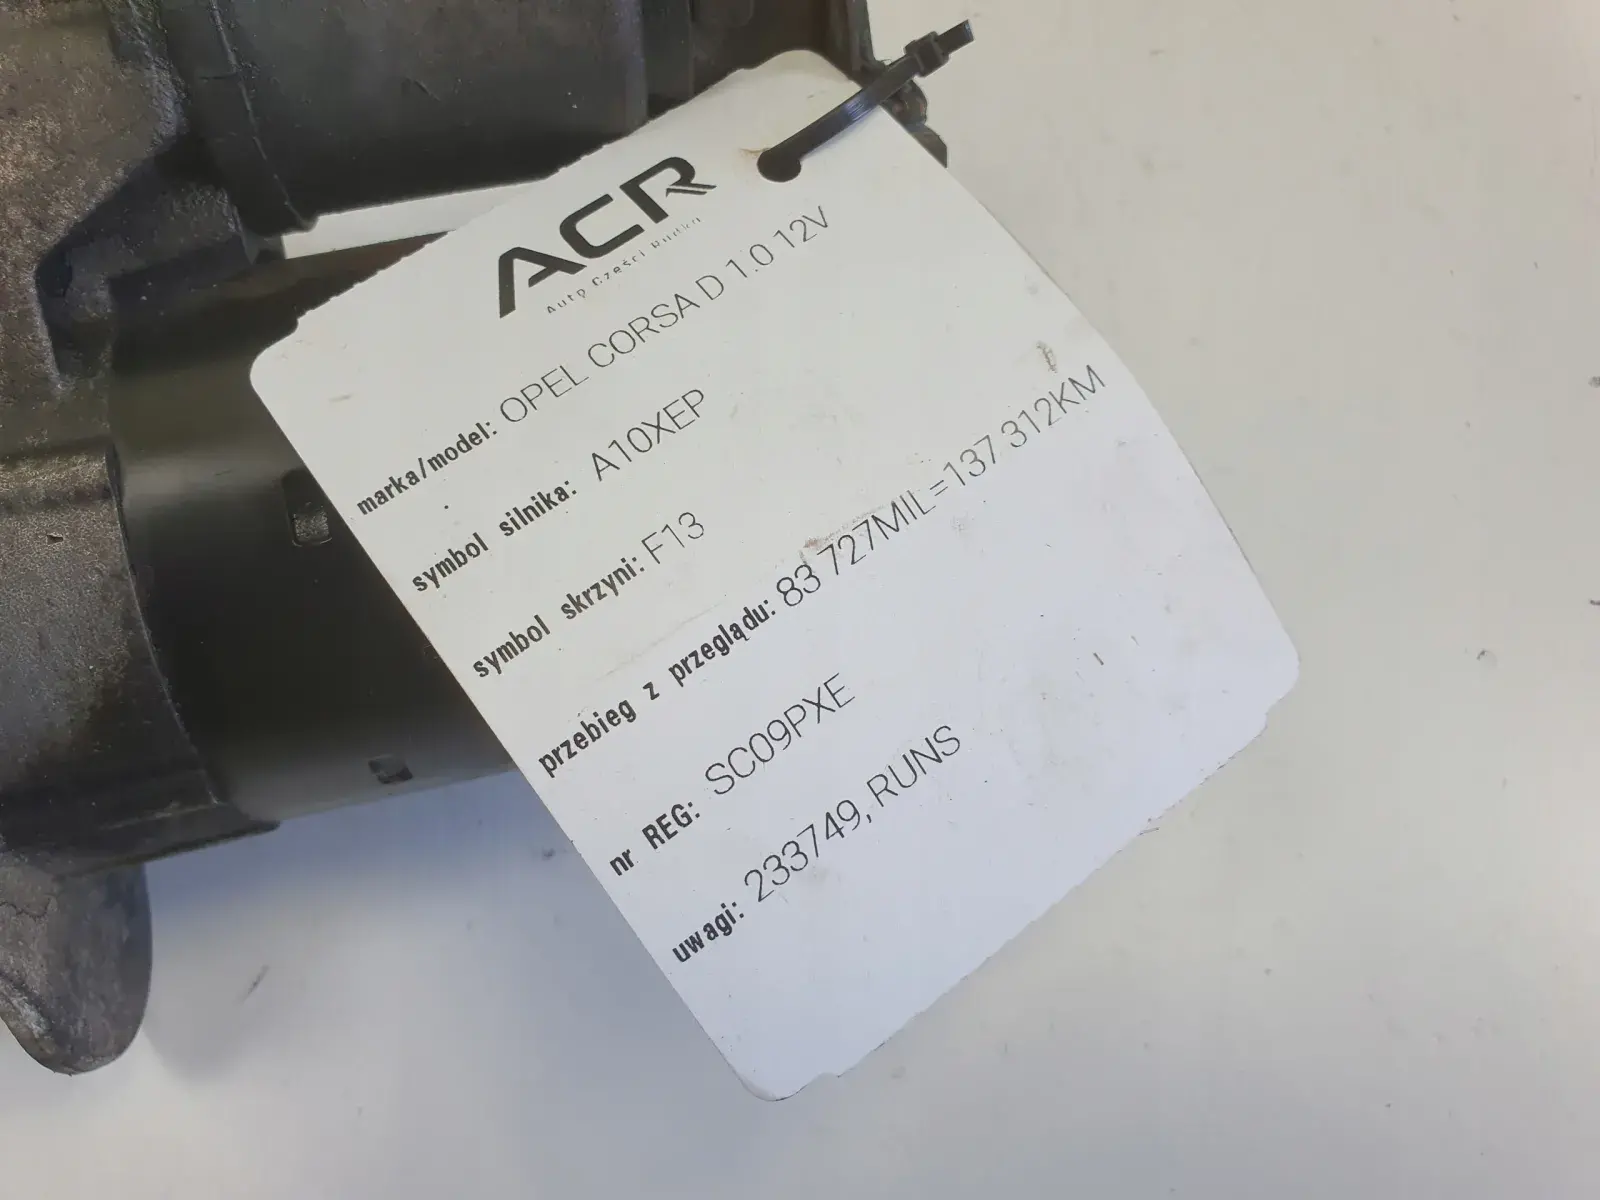 ACR
Auto Części Rudka
marka/model: OPEL CORSA D 1.0 12V
symbol silnika: A10XEP
symbol skrzyni: F13
przebieg z przeglądu: 83 727MIL=137 312KM
nr REG: SC09PXE
uwagi: 233749, RUNS